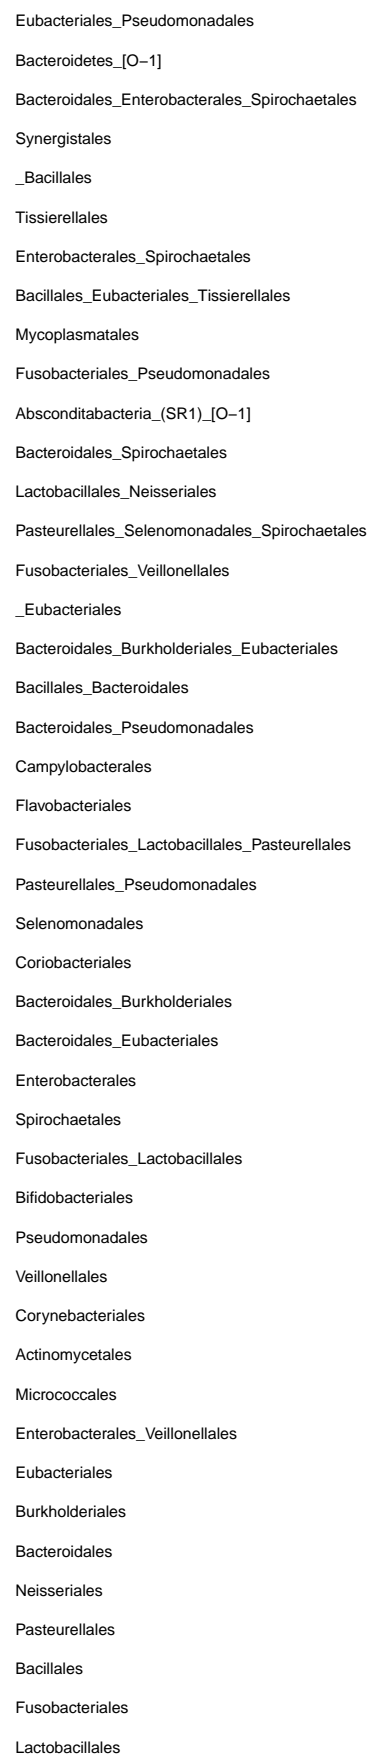 Eubacteriales_Pseudomonadales
Bacteroidetes_[O−1]
Bacteroidales_Enterobacterales_Spirochaetales
Synergistales
_Bacillales
Tissierellales
Enterobacterales_Spirochaetales
Bacillales_Eubacteriales_Tissierellales
Mycoplasmatales
Fusobacteriales_Pseudomonadales
Absconditabacteria_(SR1)_[O−1]
Bacteroidales_Spirochaetales
Lactobacillales_Neisseriales
Pasteurellales_Selenomonadales_Spirochaetales
Fusobacteriales_Veillonellales
_Eubacteriales
Bacteroidales_Burkholderiales_Eubacteriales
Bacillales_Bacteroidales
Bacteroidales_Pseudomonadales
Campylobacterales
Flavobacteriales
Fusobacteriales_Lactobacillales_Pasteurellales
Pasteurellales_Pseudomonadales
Selenomonadales
Coriobacteriales
Bacteroidales_Burkholderiales
Bacteroidales_Eubacteriales
Enterobacterales
Spirochaetales
Fusobacteriales_Lactobacillales
Bifidobacteriales
Pseudomonadales
Veillonellales
Corynebacteriales
Actinomycetales
Micrococcales
Enterobacterales_Veillonellales
Eubacteriales
Burkholderiales
Bacteroidales
Neisseriales
Pasteurellales
Bacillales
Fusobacteriales
Lactobacillales